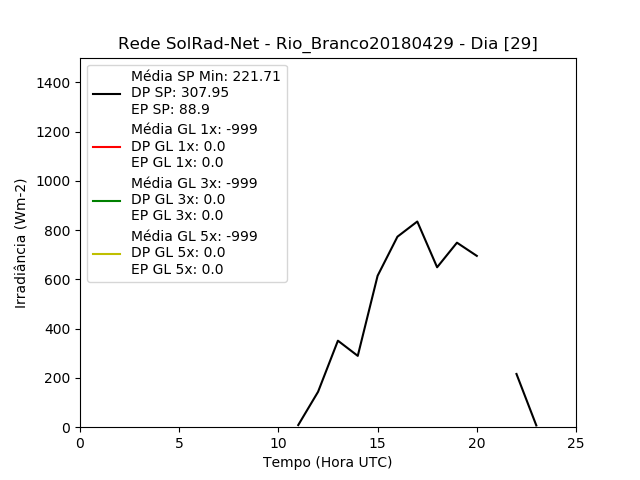 Rede SolRad-Net - Rio_Branco20180429 - Dia [29]
Média SP Min: 221.71
DP SP: 307.95
EP SP: 88.9
Média GL 1x: -999
DP GL 1x: 0.0
EP GL 1x: 0.0
Média GL 3x: -999
DP GL 3x: 0.0
EP GL 3x: 0.0
Média GL 5x: -999
DP GL 5x: 0.0
EP GL 5x: 0.0
Irradiância (Wm-2)
1400
1200
1000
800
600
400
200
0
0 5 10 15 20 25
Tempo (Hora UTC)